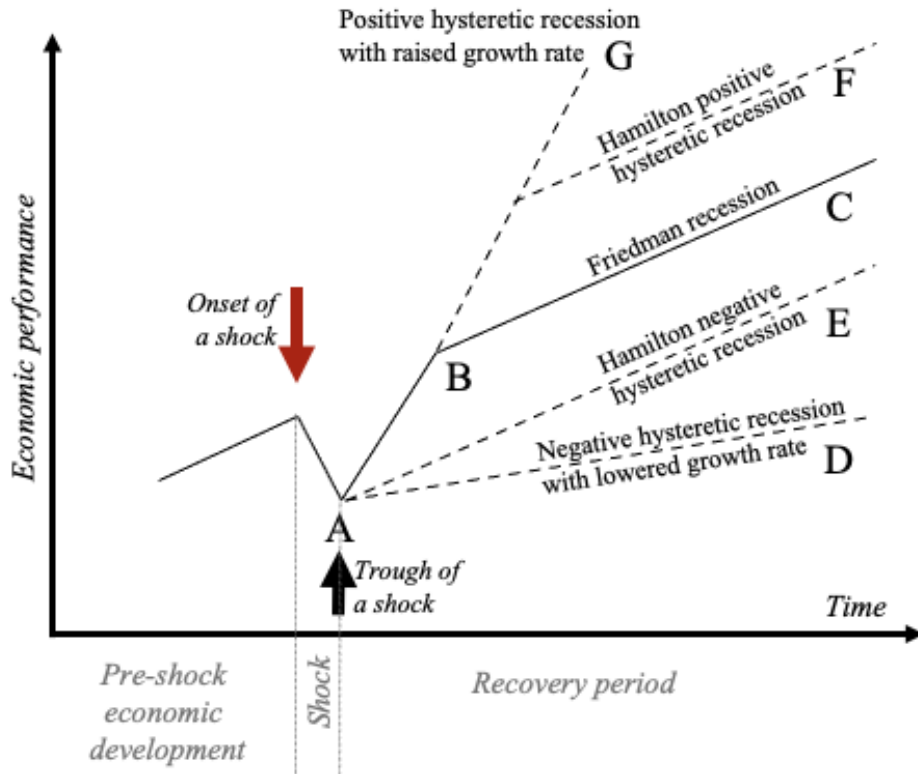 Positive hysteretic recession
with raised growth rate
G
Hamilton positive
hysteretic recession
F
Friedman recession
C
Economic performance
Onset of
a shock
B
Hamilton negative
hysteretic recession
E
Negative hysteretic recession
with lowered growth rate
D
A
Trough of
a shock
Time
Pre-shock
economic
development
Shock
Recovery period